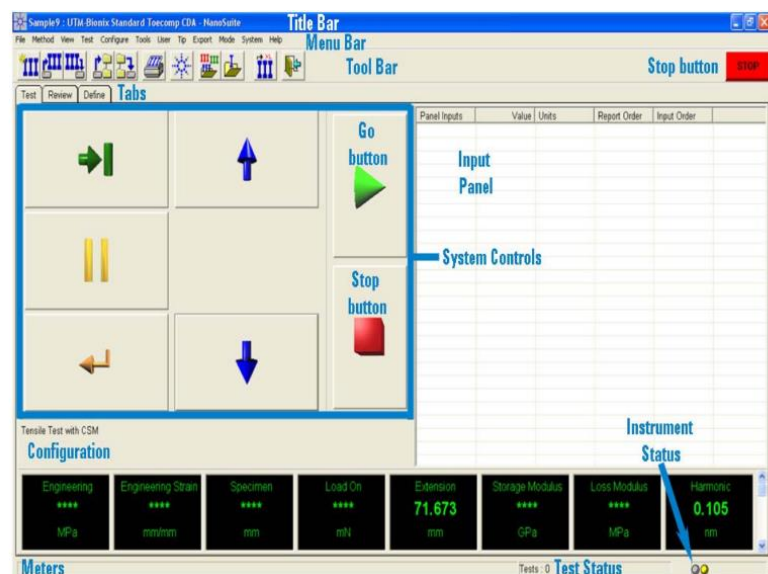 Sample9 : UTM-Bionix Standard Toecomp CDA - NanoSuite
Title Bar
File Method View Test Configure Tools User Tip Export Mode System Help
Menu Bar
Tool Bar
Stop button
STOP
Test Review Define
Tabs
Panel Inputs Value Units Report Order Input Order
Go
button
Input
Panel
System Controls
Stop
button
Tensile Test with CSM
Configuration
Instrument
Status
Engineering Engineering Strain Specimen Load On Extension Storage Modulus Loss Modulus Harmonic
**** **** **** **** 71.673 **** **** 0.105
MPa mm/mm mm mN mm GPa MPa nm
Meters
Tests : 0
Test Status